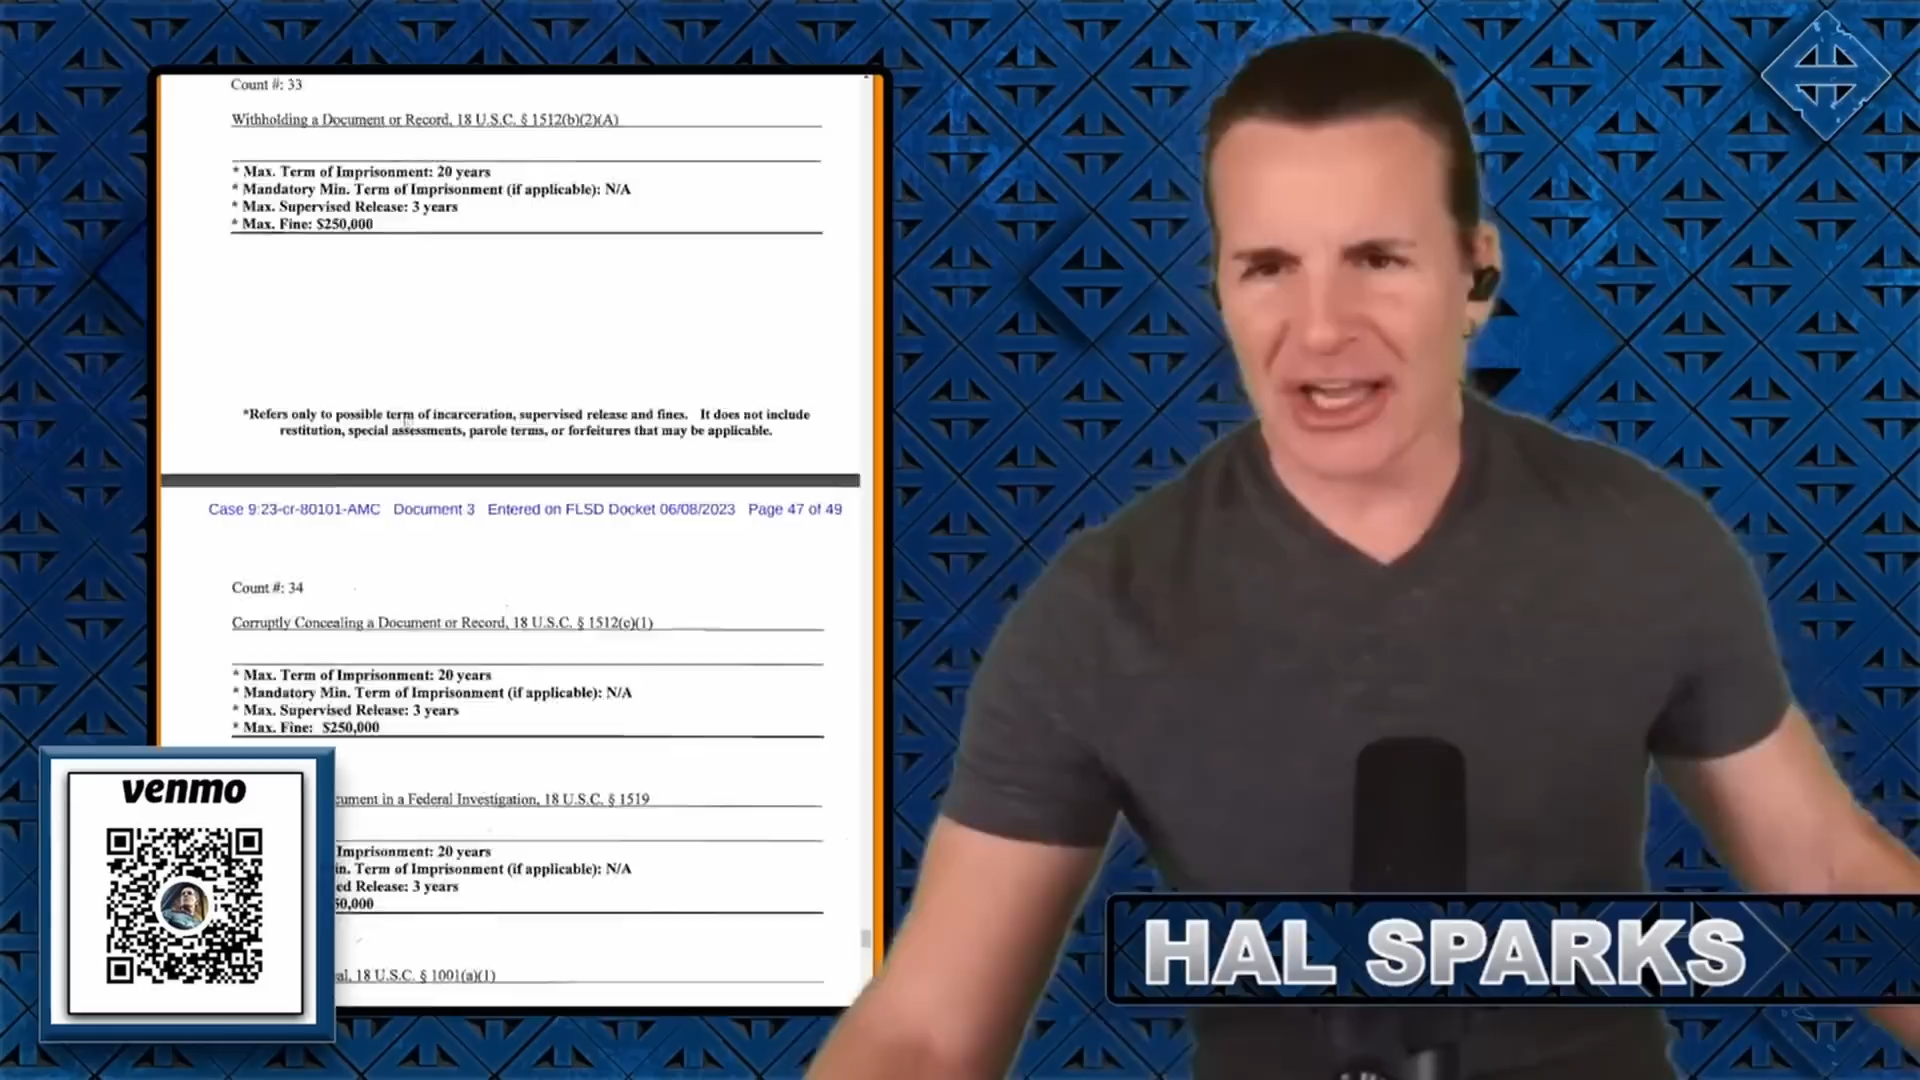 Count #: 33
Withholding a Document or Record, 18 U.S.C. § 1512(b)(2)(A)
* Max. Term of Imprisonment: 20 years
* Mandatory Min. Term of Imprisonment (if applicable): N/A
* Max. Supervised Release: 3 years
* Max. Fine: $250,000
*Refers only to possible term of incarceration, supervised release and fines. It does not include
restitution, special assessments, parole terms, or forfeitures that may be applicable.
Case 9:23-cr-80101-AMC Document 3 Entered on FLSD Docket 06/08/2023 Page 47 of 49
Count #: 34
Corruptly Concealing a Document or Record, 18 U.S.C. § 1512(c)(1)
* Max. Term of Imprisonment: 20 years
* Mandatory Min. Term of Imprisonment (if applicable): N/A
* Max. Supervised Release: 3 years
* Max. Fine: $250,000
cument in a Federal Investigation, 18 U.S.C. § 1519
Imprisonment: 20 years
in. Term of Imprisonment (if applicable): N/A
ed Release: 3 years
50,000
al, 18 U.S.C. § 1001(a)(1)
venmo
HAL SPARKS